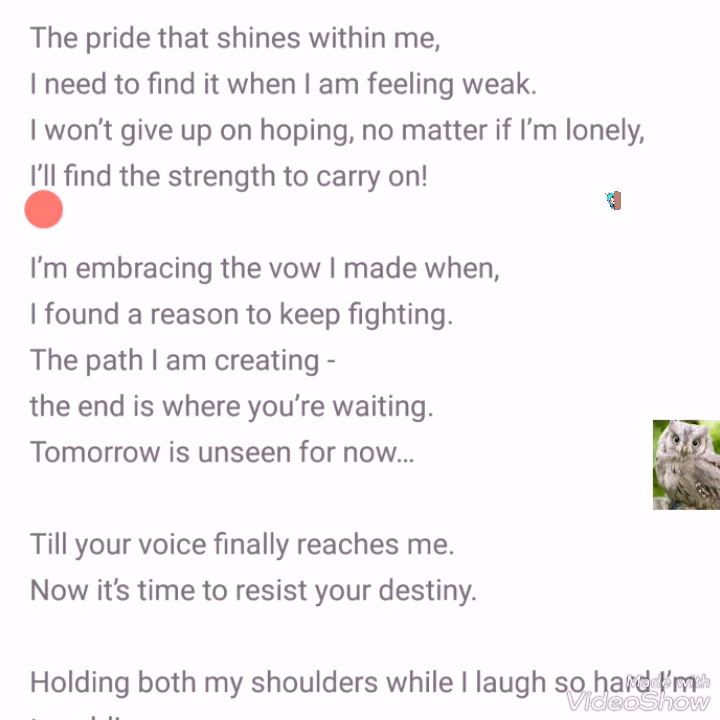 The pride that shines within me,
I need to find it when I am feeling weak.
I won’t give up on hoping, no matter if I’m lonely,
I’ll find the strength to carry on!
I’m embracing the vow I made when,
I found a reason to keep fighting.
The path I am creating -
the end is where you’re waiting.
Tomorrow is unseen for now...
Till your voice finally reaches me.
Now it’s time to resist your destiny.
Holding both my shoulders while I laugh so hard I’m
Made with
VideoShow